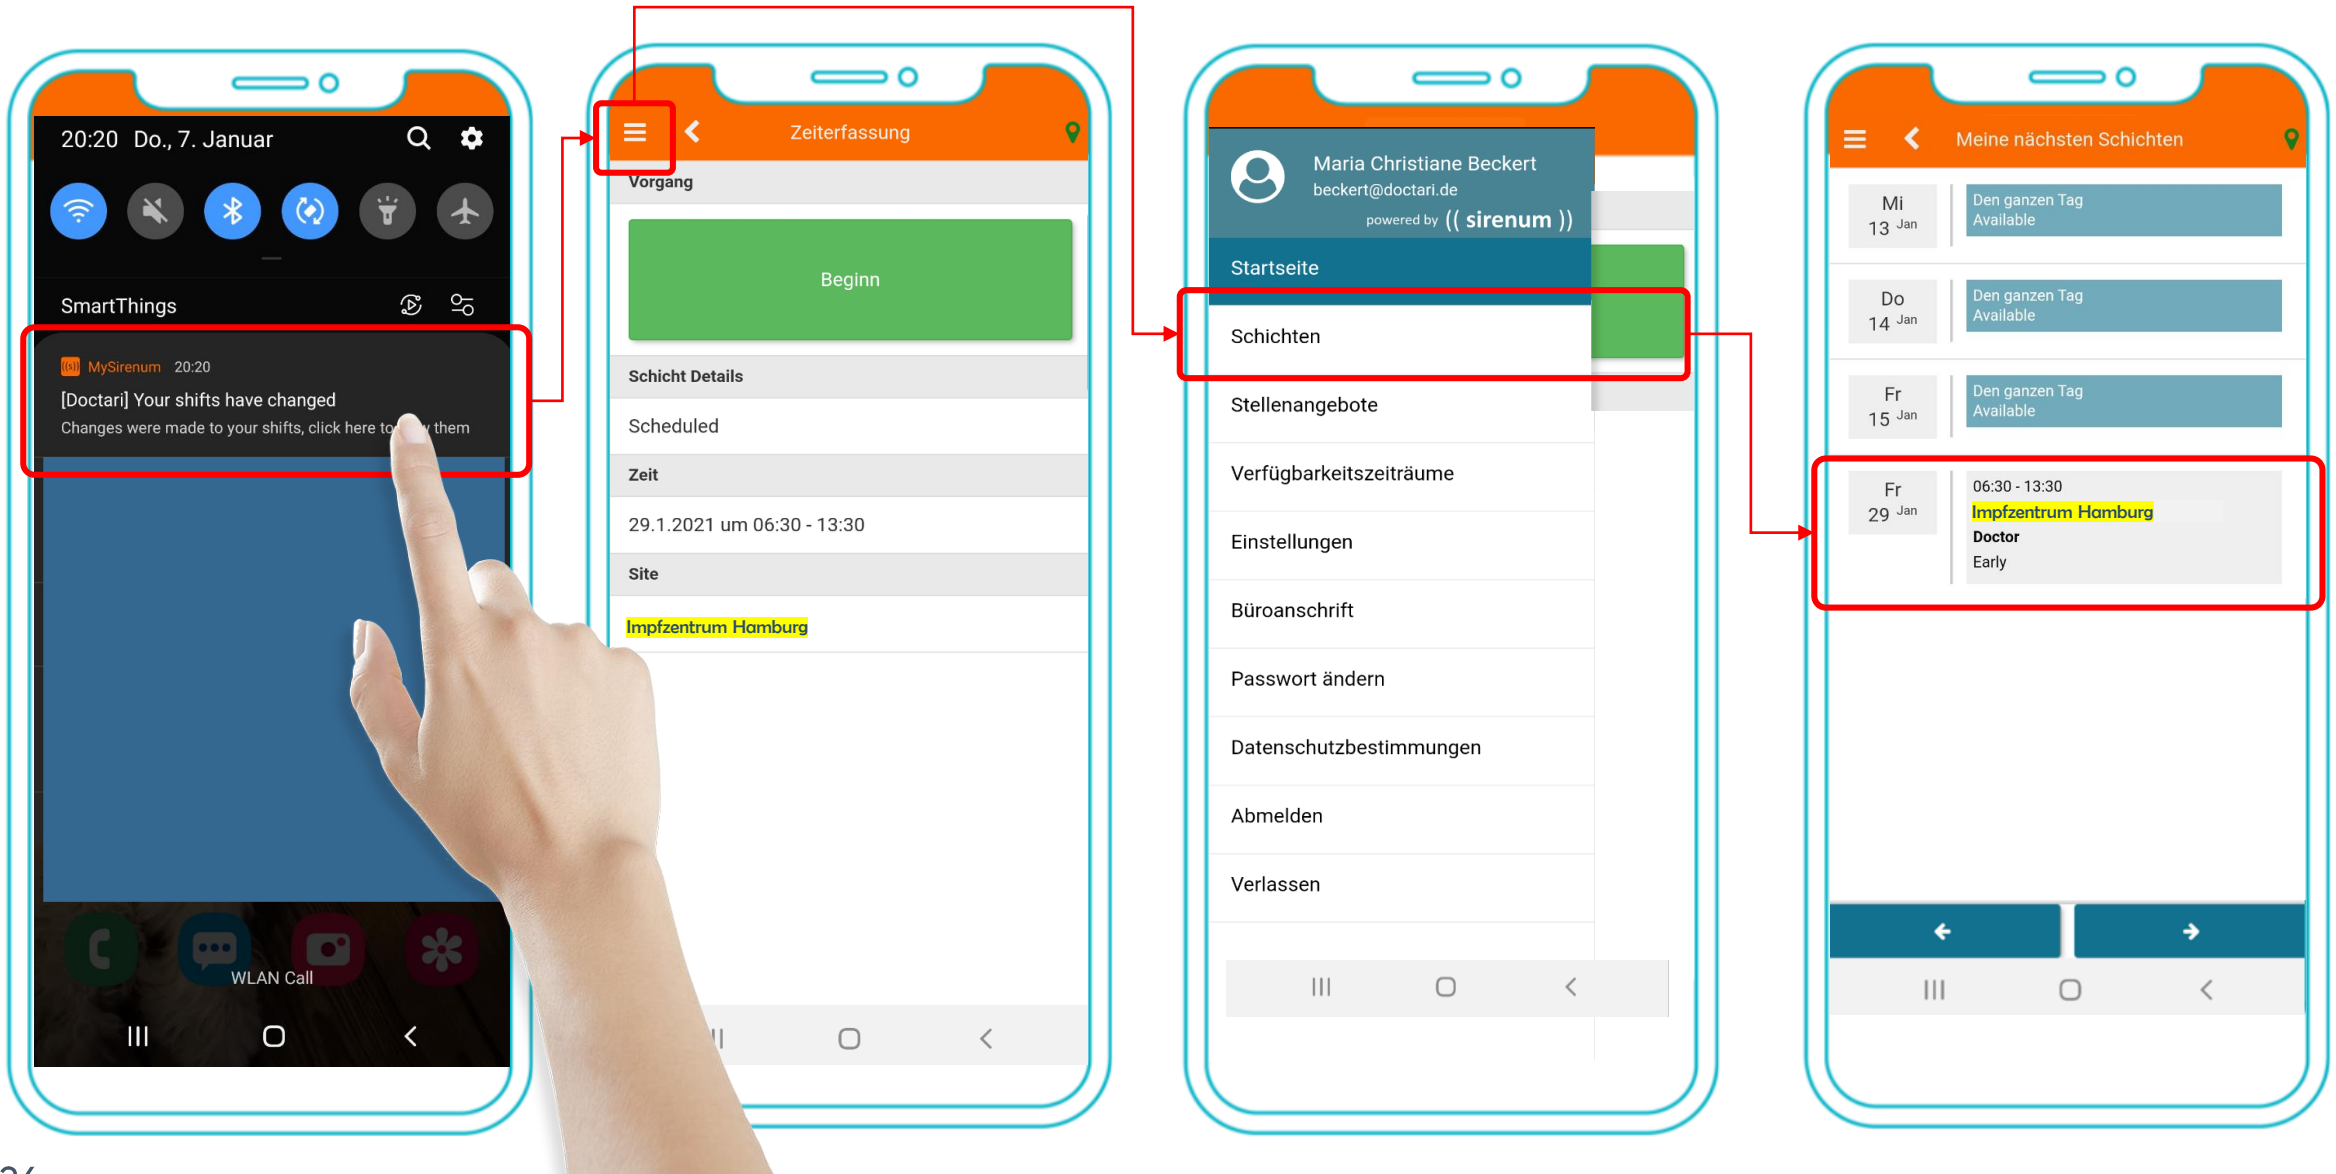 20:20 Do., 7. Januar
SmartThings
MySirenum 20:20
[Doctari] Your shifts have changed
Changes were made to your shifts, click here to them
WLAN Call
Zeiterfassung
Vorgang
Beginn
Schicht Details
Scheduled
Zeit
29.1.2021 um 06:30 - 13:30
Site
Impfzentrum Hamburg
Maria Christiane Beckert
beckert@doctari.de
powered by (( sirenum ))
Startseite
Schichten
Stellenangebote
Verfügbarkeitszeiträume
Einstellungen
Büroanschrift
Passwort ändern
Datenschutzbestimmungen
Abmelden
Verlassen
Meine nächsten Schichten
Mi
13 Jan
Den ganzen Tag
Available
Do
14 Jan
Den ganzen Tag
Available
Fr
15 Jan
Den ganzen Tag
Available
Fr
29 Jan
06:30 - 13:30
Impfzentrum Hamburg
Doctor
Early